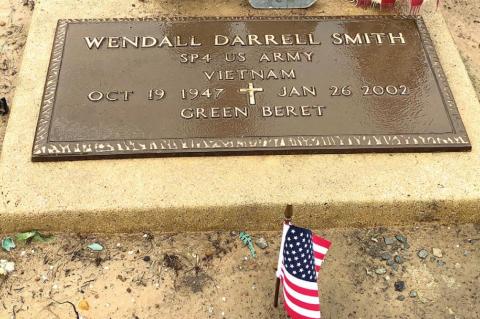 WENDALL DARRELL SMITH
SP4 US ARMY
VIETNAM
OCT 19 1947 JAN 26 2002
GREEN BERET